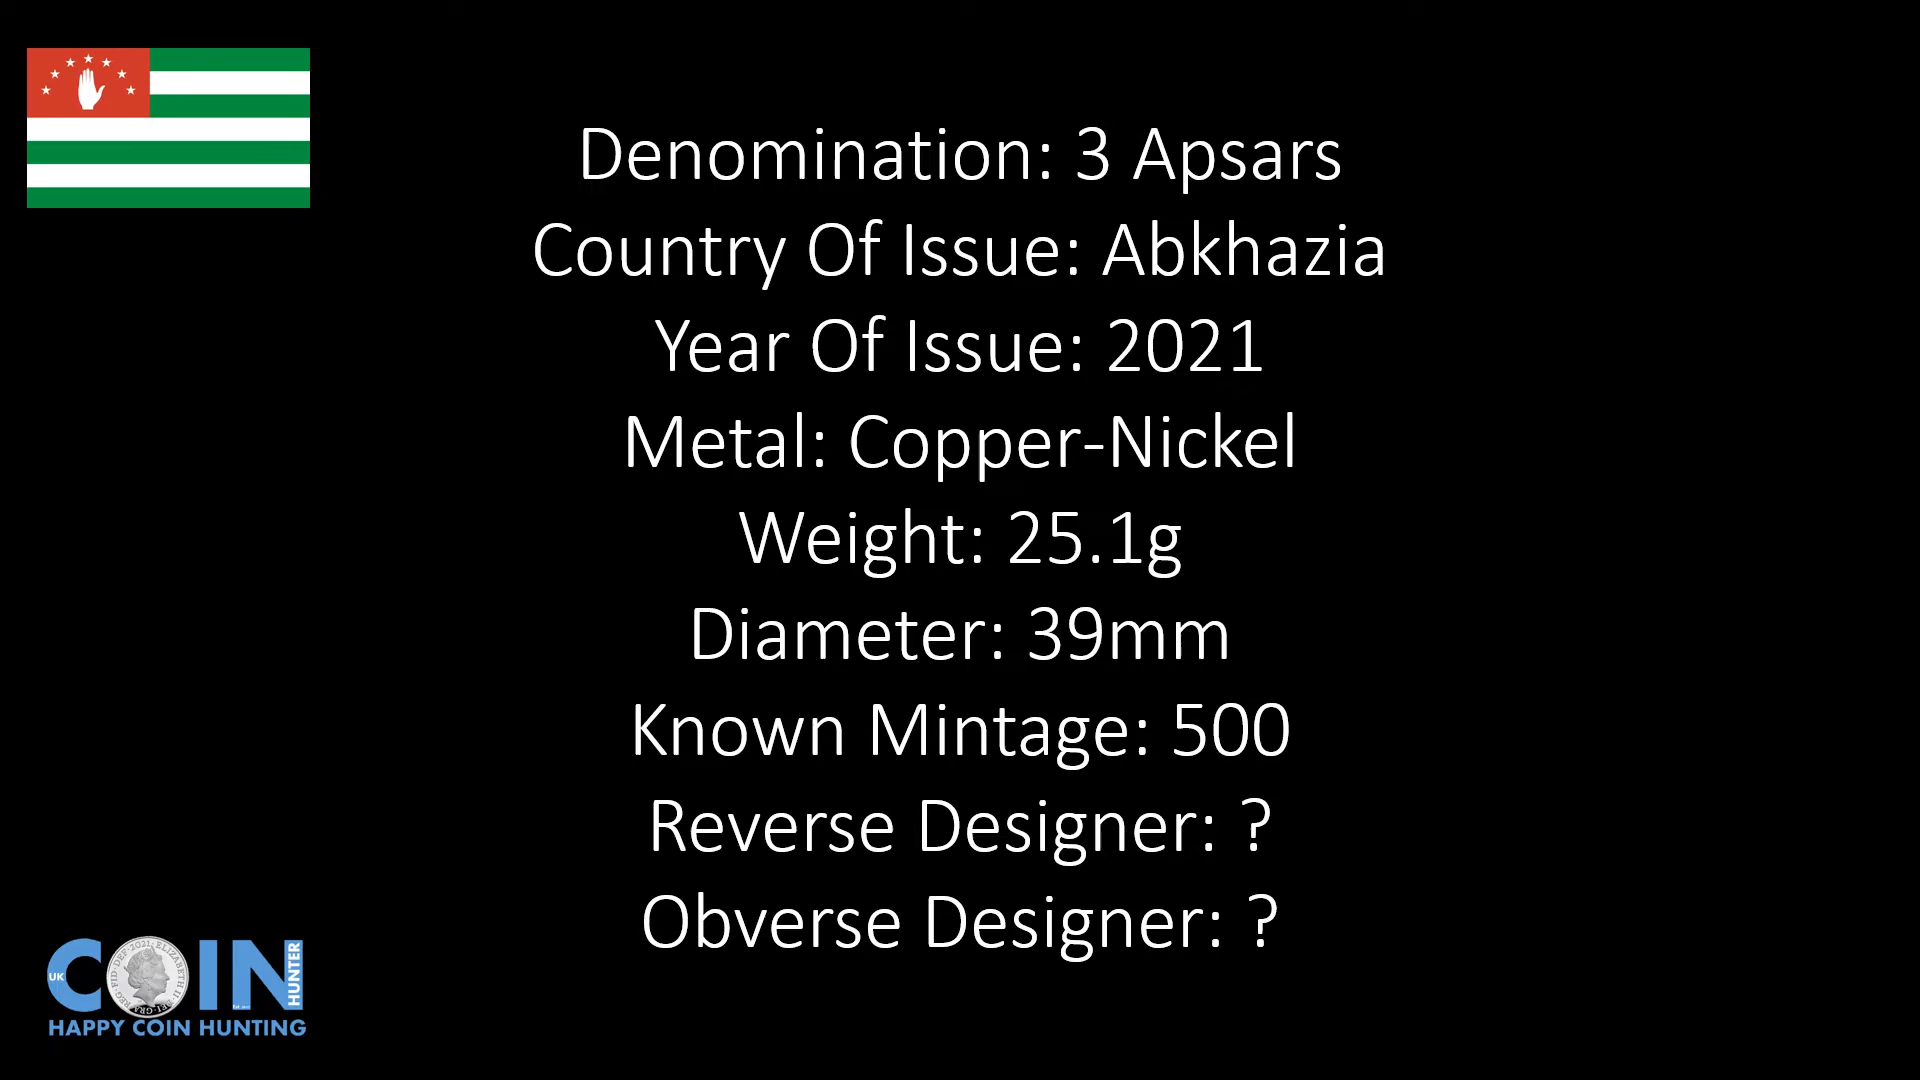 Denomination: 3 Apsars
Country Of Issue: Abkhazia
Year Of Issue: 2021
Metal: Copper-Nickel
Weight: 25.1g
Diameter: 39mm
Known Mintage: 500
Reverse Designer: ?
Obverse Designer: ?
UK COIN HUNTER
HAPPY COIN HUNTING